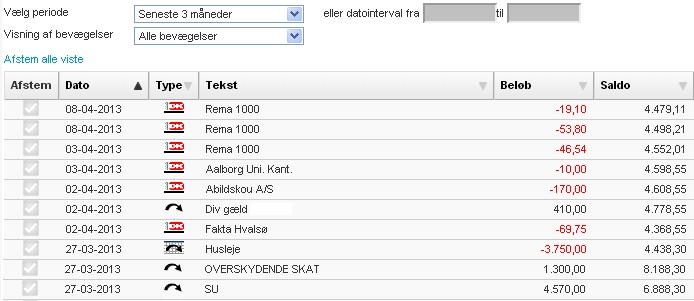 Vælg periode Seneste 3 måneder eller datointerval fra til
Visning af bevægelser Alle bevægelser
Afstem alle viste
Afstem Dato Type Tekst Beløb Saldo
08-04-2013 DK Rema 1000 -19,10 4.479,11
08-04-2013 DK Rema 1000 -53,80 4.498,21
03-04-2013 DK Rema 1000 -46,54 4.552,01
03-04-2013 DK Aalborg Uni. Kant. -10,00 4.598,55
02-04-2013 DK Abildskou A/S -170,00 4.608,55
02-04-2013 Div gæld 410,00 4.778,55
02-04-2013 DK Fakta Hvalsø -69,75 4.368,55
27-03-2013 Husleje -3.750,00 4.438,30
27-03-2013 OVERSKYDENDE SKAT 1.300,00 8.188,30
27-03-2013 SU 4.570,00 6.888,30